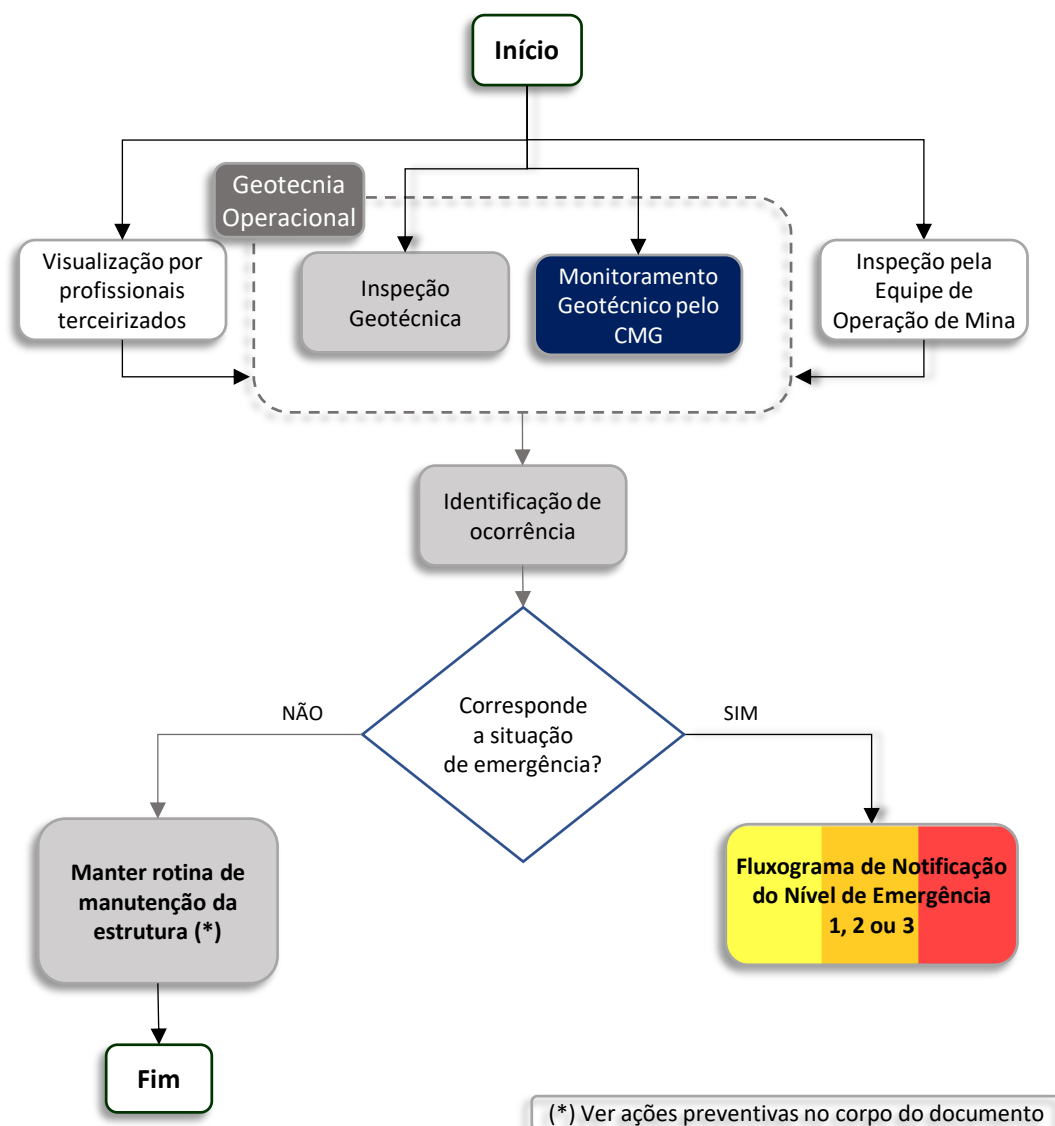 Início
Geotecnia
Operacional
Visualização por
profissionais
terceirizados
Inspeção
Geotécnica
Monitoramento
Geotécnico pelo
CMG
Inspeção pela
Equipe de
Operação de Mina
Identificação de
ocorrência
Corresponde
a situação
de emergência?
NÃO
SIM
Manter rotina de
manutenção da
estrutura (*)
Fluxograma de Notificação
do Nível de Emergência
1, 2 ou 3
Fim
(*) Ver ações preventivas no corpo do documento